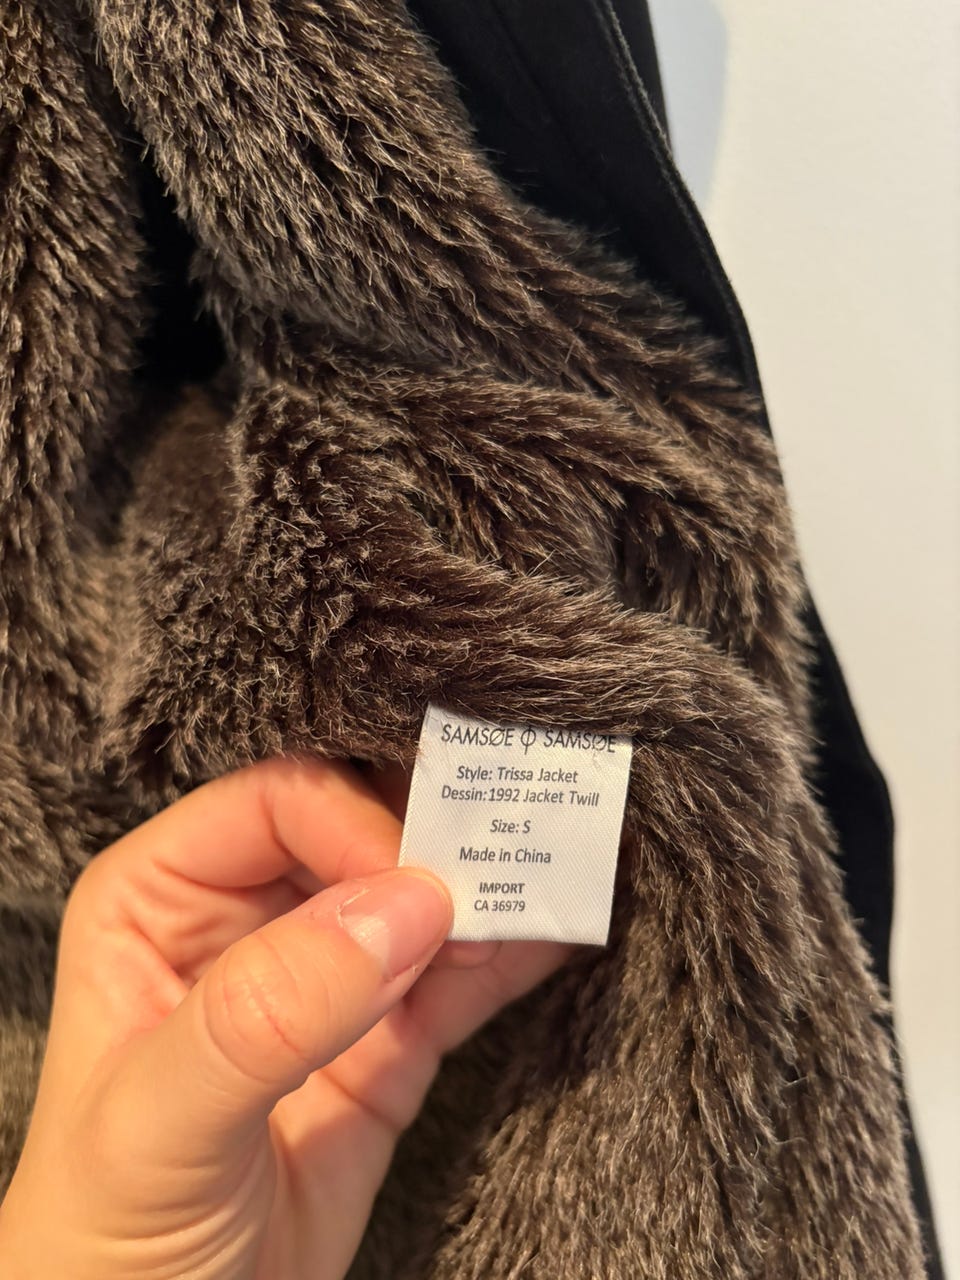 SAMSØE φ SAMSØE
Style: Trissa Jacket
Dessin:1992 Jacket Twill
Size: S
Made in China
IMPORT
CA 36979